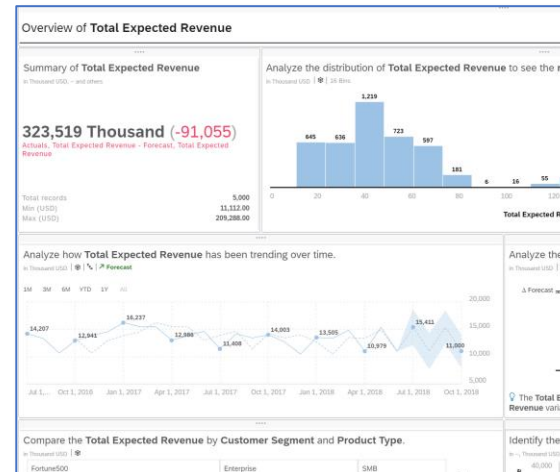 Overview of Total Expected Revenue
Summary of Total Expected Revenue
in Thousand USD, – and others
323,519 Thousand (-91,055)
Actuals, Total Expected Revenue - Forecast, Total Expected
Revenue
Total records 5,000
Min (USD) 11,112.00
Max (USD) 209,288.00
Analyze the distribution of Total Expected Revenue to see the
in Thousand USD | 16 Bins
1,219
645 636 723 597 181 6 16 55
0 20 40 60 80 100 120
Total Expected R
Analyze how Total Expected Revenue has been trending over time.
in Thousand USD | Forecast
1M 3M 6M YTD 1Y All
20,000
15,000
10,000
5,000
14,207 12,941 16,237 12,598 11,408 14,003 13,505 10,979 15,411 11,000
Jul 1,... Oct 1, 2016 Jan 1, 2017 Apr 1, 2017 Jul 1, 2017 Oct 1, 2017 Jan 1, 2018 Apr 1, 2018 Jul 1, 2018 Oct 1, 2018
Analyze the
in Thousand USD
Δ Forecast
The Total E
Revenue vari
Compare the Total Expected Revenue by Customer Segment and Product Type.
in Thousand USD
Fortune500 Enterprise SMB
Identify the
in –, Thousand USD
40,000